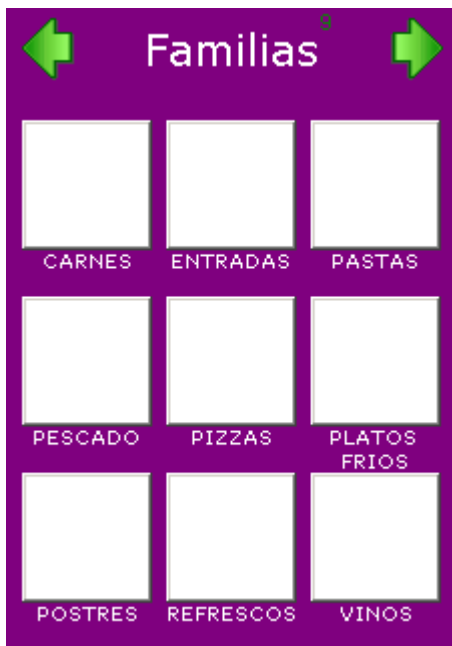 Familias 9
CARNES ENTRADAS PASTAS
PESCADO PIZZAS PLATOS
FRIOS
POSTRES REFRESCOS VINOS